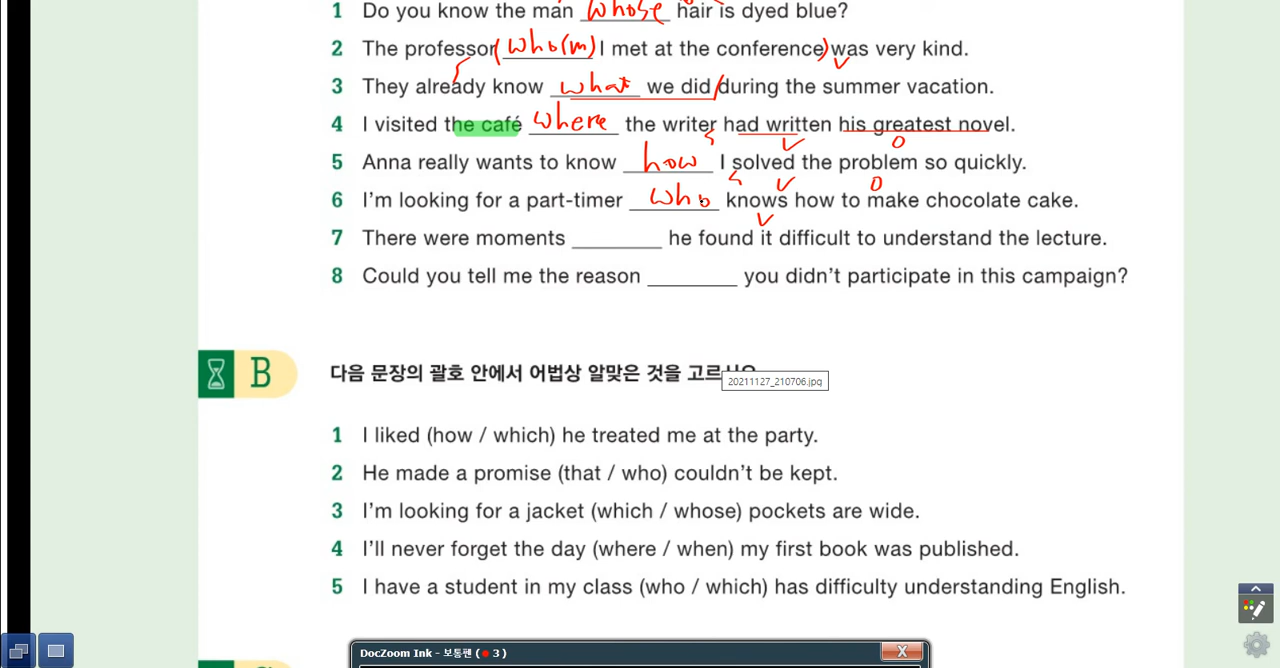 1 Do you know the man whose hair is dyed blue?
2 The professor (who(m) I met at the conference) was very kind.
3 They already know what we did / during the summer vacation.
4 I visited the café where the writer had written his greatest novel.
5 Anna really wants to know how I solved the problem so quickly.
6 I'm looking for a part-timer who knows how to make chocolate cake.
7 There were moments ________ he found it difficult to understand the lecture.
8 Could you tell me the reason ________ you didn't participate in this campaign?
B 다음 문장의 괄호 안에서 어법상 알맞은 것을 고르
20211127_210706.jpg
1 I liked (how / which) he treated me at the party.
2 He made a promise (that / who) couldn't be kept.
3 I'm looking for a jacket (which / whose) pockets are wide.
4 I'll never forget the day (where / when) my first book was published.
5 I have a student in my class (who / which) has difficulty understanding English.
DocZoom Ink - 보통펜 ( 3 )